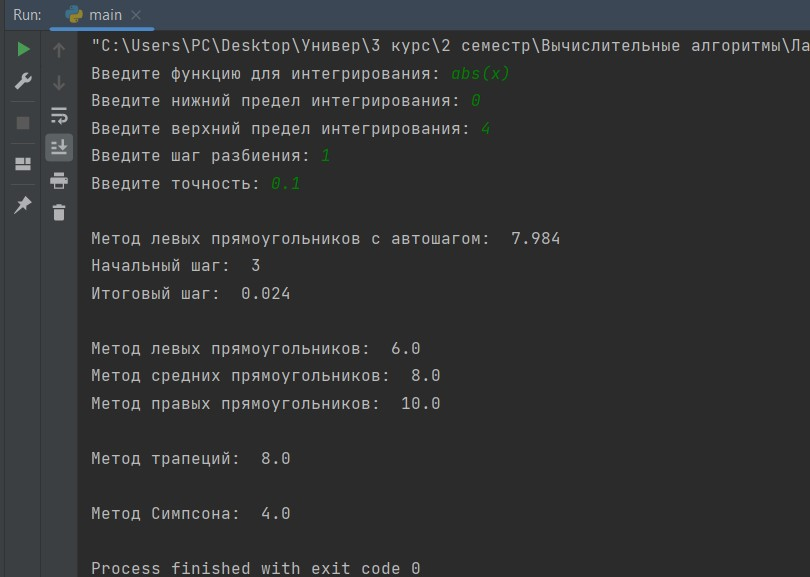 Run: main
"C:\Users\PC\Desktop\Универ\3 курс\2 семестр\Вычислительные алгоритмы\Ла
Введите функцию для интегрирования: abs(x)
Введите нижний предел интегрирования: 0
Введите верхний предел интегрирования: 4
Введите шаг разбиения: 1
Введите точность: 0.1
Метод левых прямоугольников с автошагом:  7.984
Начальный шаг:  3
Итоговый шаг:  0.024
Метод левых прямоугольников:  6.0
Метод средних прямоугольников:  8.0
Метод правых прямоугольников:  10.0
Метод трапеций:  8.0
Метод Симпсона:  4.0
Process finished with exit code 0